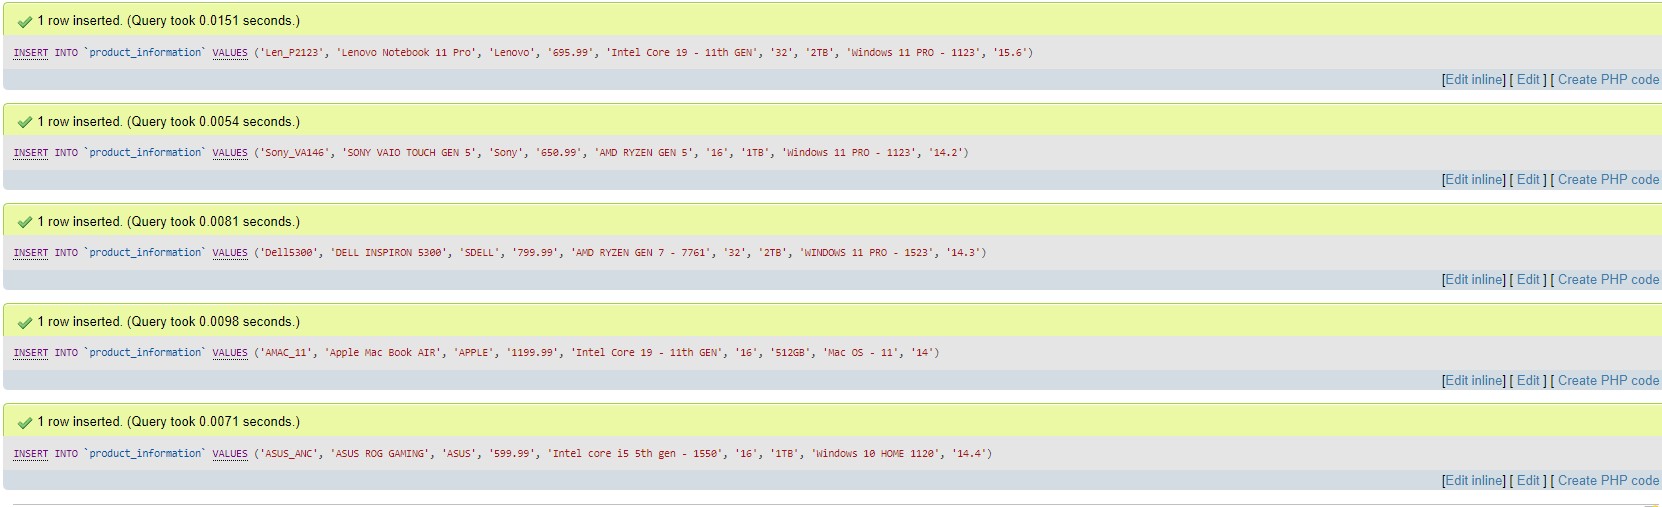 1 row inserted. (Query took 0.0151 seconds.)
INSERT INTO `product_information` VALUES ('Len_P2123', 'Lenovo Notebook 11 Pro', 'Lenovo', '695.99', 'Intel Core 19 - 11th GEN', '32', '2TB', 'Windows 11 PRO - 1123', '15.6')
[Edit inline] [ Edit ] [ Create PHP code
1 row inserted. (Query took 0.0054 seconds.)
INSERT INTO `product_information` VALUES ('Sony_VA146', 'SONY VAIO TOUCH GEN 5', 'Sony', '650.99', 'AMD RYZEN GEN 5', '16', '1TB', 'Windows 11 PRO - 1123', '14.2')
[Edit inline] [ Edit ] [ Create PHP code
1 row inserted. (Query took 0.0081 seconds.)
INSERT INTO `product_information` VALUES ('Dell5300', 'DELL INSPIRON 5300', 'SDELL', '799.99', 'AMD RYZEN GEN 7 - 7761', '32', '2TB', 'WINDOWS 11 PRO - 1523', '14.3')
[Edit inline] [ Edit ] [ Create PHP code
1 row inserted. (Query took 0.0098 seconds.)
INSERT INTO `product_information` VALUES ('AMAC_11', 'Apple Mac Book AIR', 'APPLE', '1199.99', 'Intel Core 19 - 11th GEN', '16', '512GB', 'Mac OS - 11', '14')
[Edit inline] [ Edit ] [ Create PHP code
1 row inserted. (Query took 0.0071 seconds.)
INSERT INTO `product_information` VALUES ('ASUS_ANC', 'ASUS ROG GAMING', 'ASUS', '599.99', 'Intel core i5 5th gen - 1550', '16', '1TB', 'Windows 10 HOME 1120', '14.4')
[Edit inline] [ Edit ] [ Create PHP code